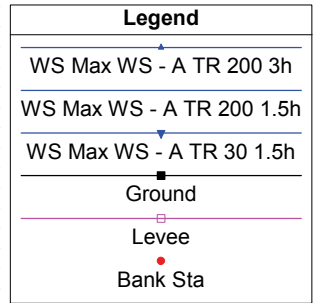 Legend
WS Max WS - A TR 200 3h
WS Max WS - A TR 200 1.5h
WS Max WS - A TR 30 1.5h
Ground
Levee
Bank Sta